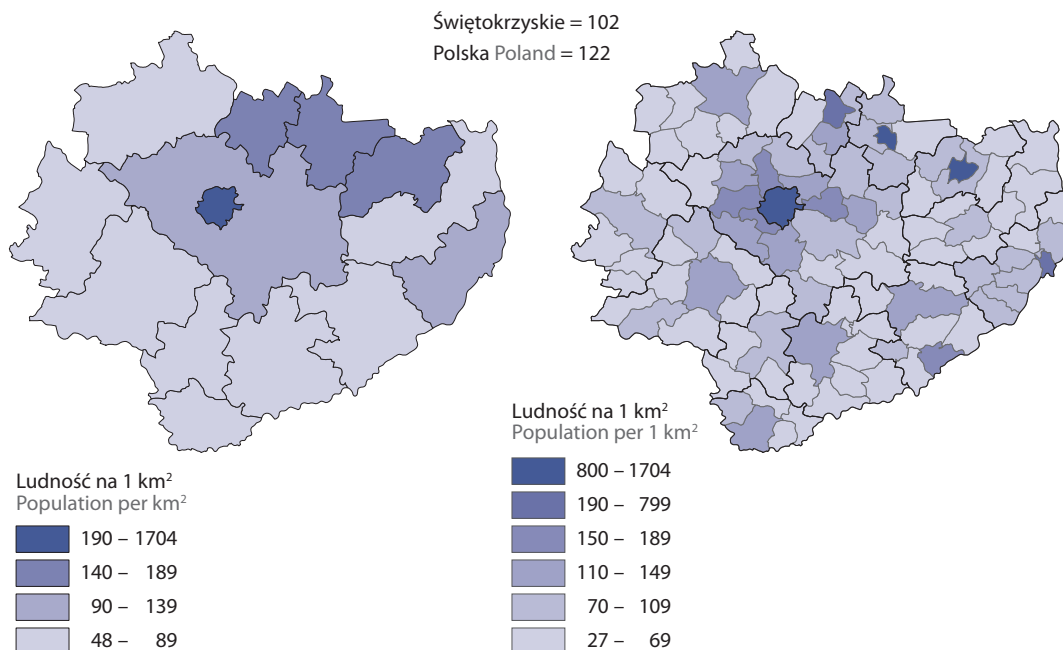 Świętokrzyskie = 102
Polska Poland = 122
Ludność na 1 km²
Population per km²
190 – 1704
140 – 189
90 – 139
48 – 89
Ludność na 1 km²
Population per 1 km²
800 – 1704
190 – 799
150 – 189
110 – 149
70 – 109
27 – 69